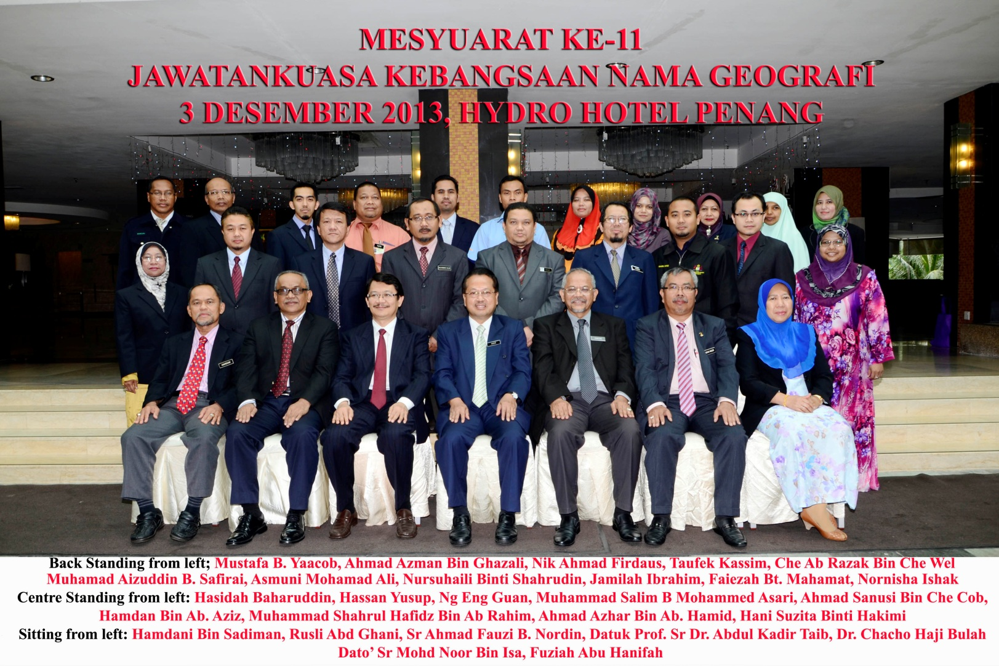 MESYUARAT KE-11
JAWATANKUASA KEBANGSAAN NAMA GEOGRAFI
3 DESEMBER 2013, HYDRO HOTEL PENANG
Back Standing from left; Mustafa B. Yaacob, Ahmad Azman Bin Ghazali, Nik Ahmad Firdaus, Taufek Kassim, Che Ab Razak Bin Che Wel
Muhamad Aizuddin B. Safirai, Asmuni Mohamad Ali, Nursuhaili Binti Shahrudin, Jamilah Ibrahim, Faiezah Bt. Mahamat, Nornisha Ishak
Centre Standing from left: Hasidah Baharuddin, Hassan Yusup, Ng Eng Guan, Muhammad Salim B Mohammed Asari, Ahmad Sanusi Bin Che Cob,
Hamdan Bin Ab. Aziz, Muhammad Shahrul Hafidz Bin Ab Rahim, Ahmad Azhar Bin Ab. Hamid, Hani Suzita Binti Hakimi
Sitting from left: Hamdani Bin Sadiman, Rusli Abd Ghani, Sr Ahmad Fauzi B. Nordin, Datuk Prof. Sr Dr. Abdul Kadir Taib, Dr. Chacho Haji Bulah
Dato’ Sr Mohd Noor Bin Isa, Fuziah Abu Hanifah